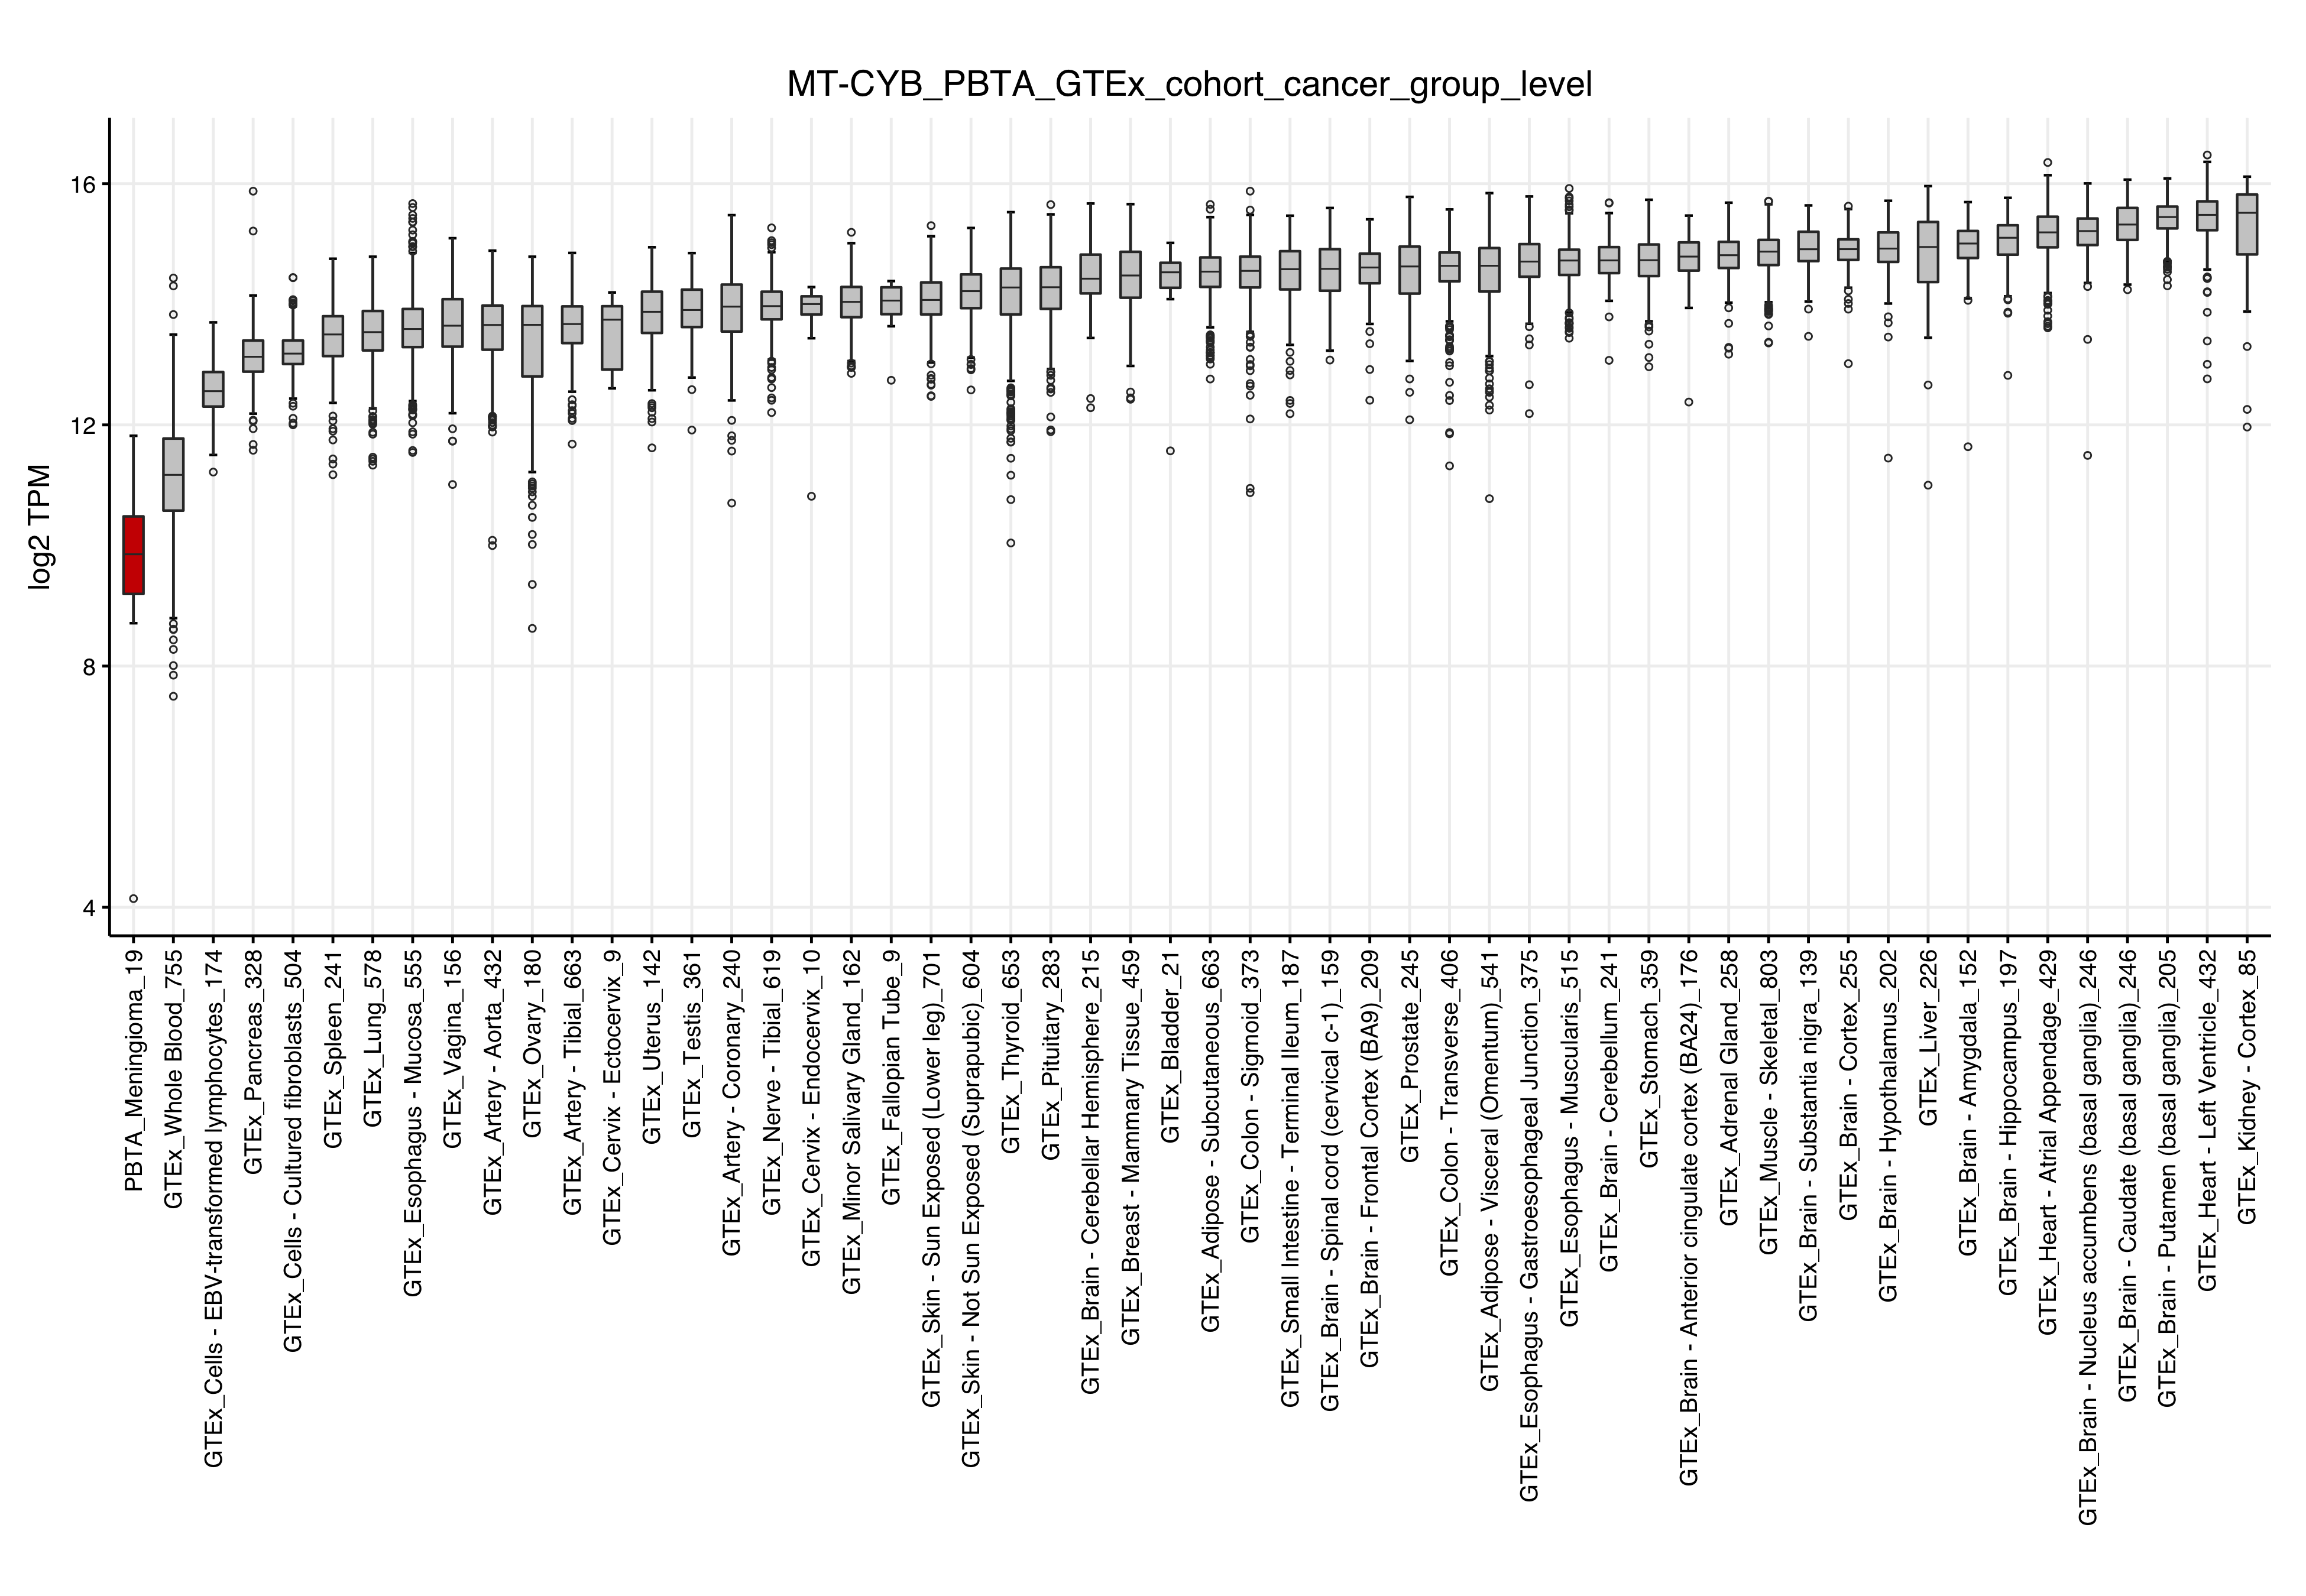 MT-CYB_PBTA_GTEx_cohort_cancer_group_level
log2 TPM
16
12
8
4
PBTA_Meningioma_19
GTEx_Whole Blood_755
GTEx_Cells - EBV-transformed lymphocytes_174
GTEx_Pancreas_328
GTEx_Cells - Cultured fibroblasts_504
GTEx_Spleen_241
GTEx_Lung_578
GTEx_Esophagus - Mucosa_555
GTEx_Vagina_156
GTEx_Artery - Aorta_432
GTEx_Ovary_180
GTEx_Artery - Tibial_663
GTEx_Cervix - Ectocervix_9
GTEx_Uterus_142
GTEx_Testis_361
GTEx_Artery - Coronary_240
GTEx_Nerve - Tibial_619
GTEx_Cervix - Endocervix_10
GTEx_Minor Salivary Gland_162
GTEx_Fallopian Tube_9
GTEx_Skin - Sun Exposed (Lower leg)_701
GTEx_Skin - Not Sun Exposed (Suprapubic)_604
GTEx_Thyroid_653
GTEx_Pituitary_283
GTEx_Brain - Cerebellar Hemisphere_215
GTEx_Breast - Mammary Tissue_459
GTEx_Bladder_21
GTEx_Adipose - Subcutaneous_663
GTEx_Colon - Sigmoid_373
GTEx_Small Intestine - Terminal Ileum_187
GTEx_Brain - Spinal cord (cervical c-1)_159
GTEx_Brain - Frontal Cortex (BA9)_209
GTEx_Prostate_245
GTEx_Colon - Transverse_406
GTEx_Adipose - Visceral (Omentum)_541
GTEx_Esophagus - Gastroesophageal Junction_375
GTEx_Esophagus - Muscularis_515
GTEx_Brain - Cerebellum_241
GTEx_Stomach_359
GTEx_Brain - Anterior cingulate cortex (BA24)_176
GTEx_Adrenal Gland_258
GTEx_Muscle - Skeletal_803
GTEx_Brain - Substantia nigra_139
GTEx_Brain - Cortex_255
GTEx_Brain - Hypothalamus_202
GTEx_Liver_226
GTEx_Brain - Amygdala_152
GTEx_Brain - Hippocampus_197
GTEx_Heart - Atrial Appendage_429
GTEx_Brain - Nucleus accumbens (basal ganglia)_246
GTEx_Brain - Caudate (basal ganglia)_246
GTEx_Brain - Putamen (basal ganglia)_205
GTEx_Heart - Left Ventricle_432
GTEx_Kidney - Cortex_85